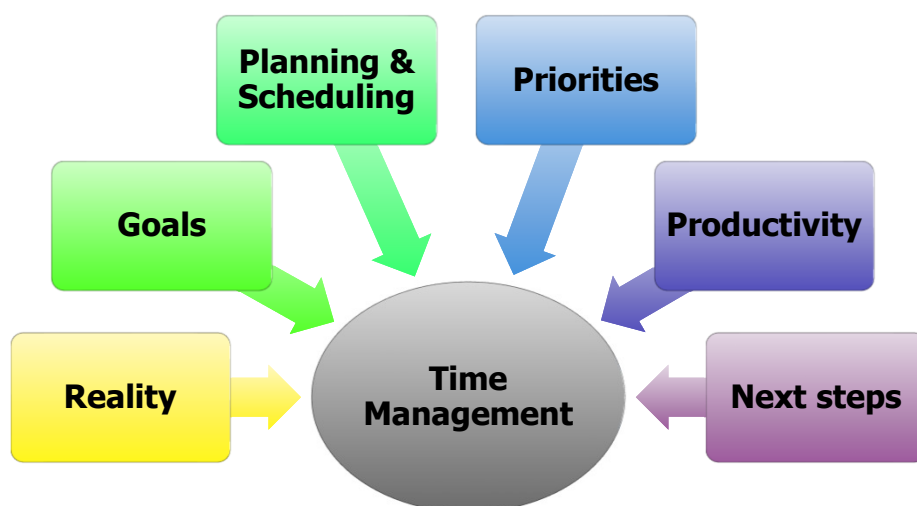 Planning &
Scheduling
Priorities
Goals
Productivity
Reality
Time
Management
Next steps